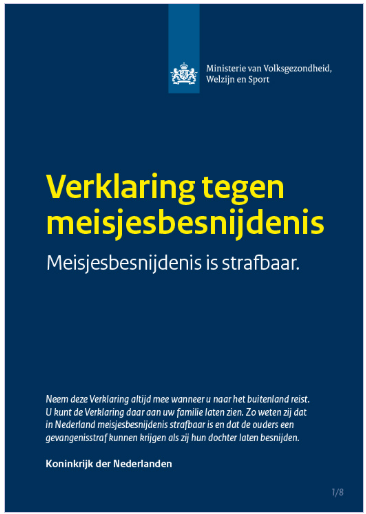 Ministerie van Volksgezondheid,
Welzijn en Sport
Verklaring tegen
meisjesbesnijdenis
Meisjesbesnijdenis is strafbaar.
Neem deze Verklaring altijd mee wanneer u naar het buitenland reist.
U kunt de Verklaring daar aan uw familie laten zien. Zo weten zij dat
in Nederland meisjesbesnijdenis strafbaar is en dat de ouders een
gevangenisstraf kunnen krijgen als zij hun dochter laten besnijden.
Koninkrijk der Nederlanden
1/8